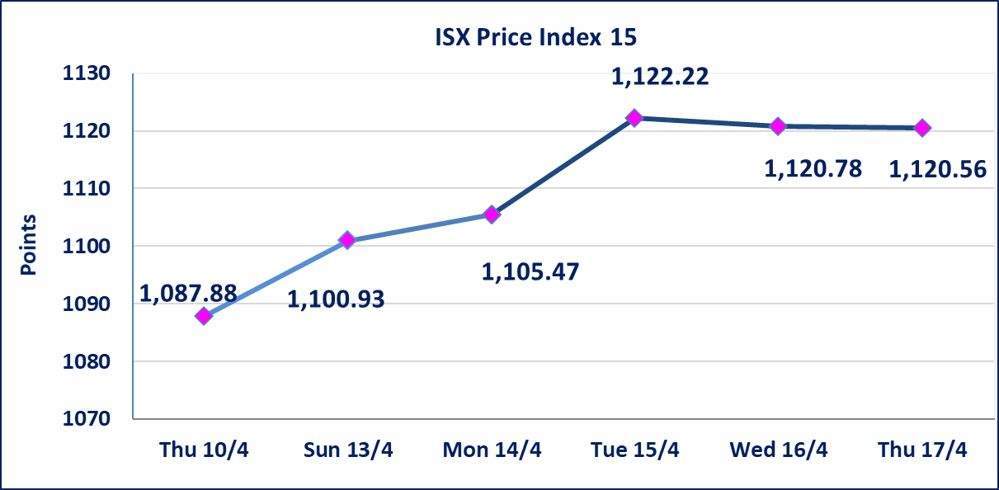 ISX Price Index 15
1130
1120
1110
1100
1090
1080
1070
Points
1,087.88
1,100.93
1,105.47
1,122.22
1,120.78
1,120.56
Thu 10/4
Sun 13/4
Mon 14/4
Tue 15/4
Wed 16/4
Thu 17/4